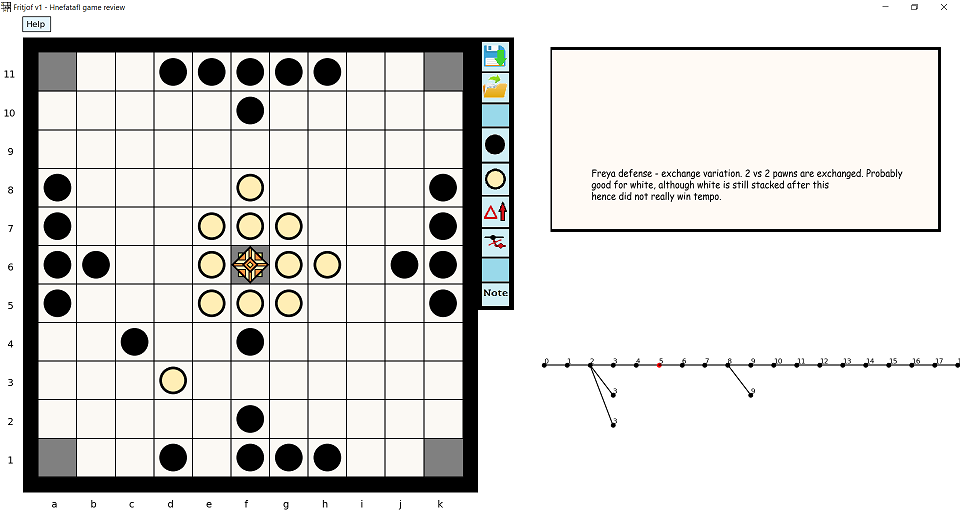 Fritjof v1 - Hnefatafl game review
Help
11
10
9
8
7
6
5
4
3
2
1
a b c d e f g h i j k
Note
Freya defense - exchange variation. 2 vs 2 pawns are exchanged. Probably
good for white, although white is still stacked after this
hence did not really win tempo.
0 1 2 3 4 5 6 7 8 9 10 11 12 13 14 15 16 17
3 9
3